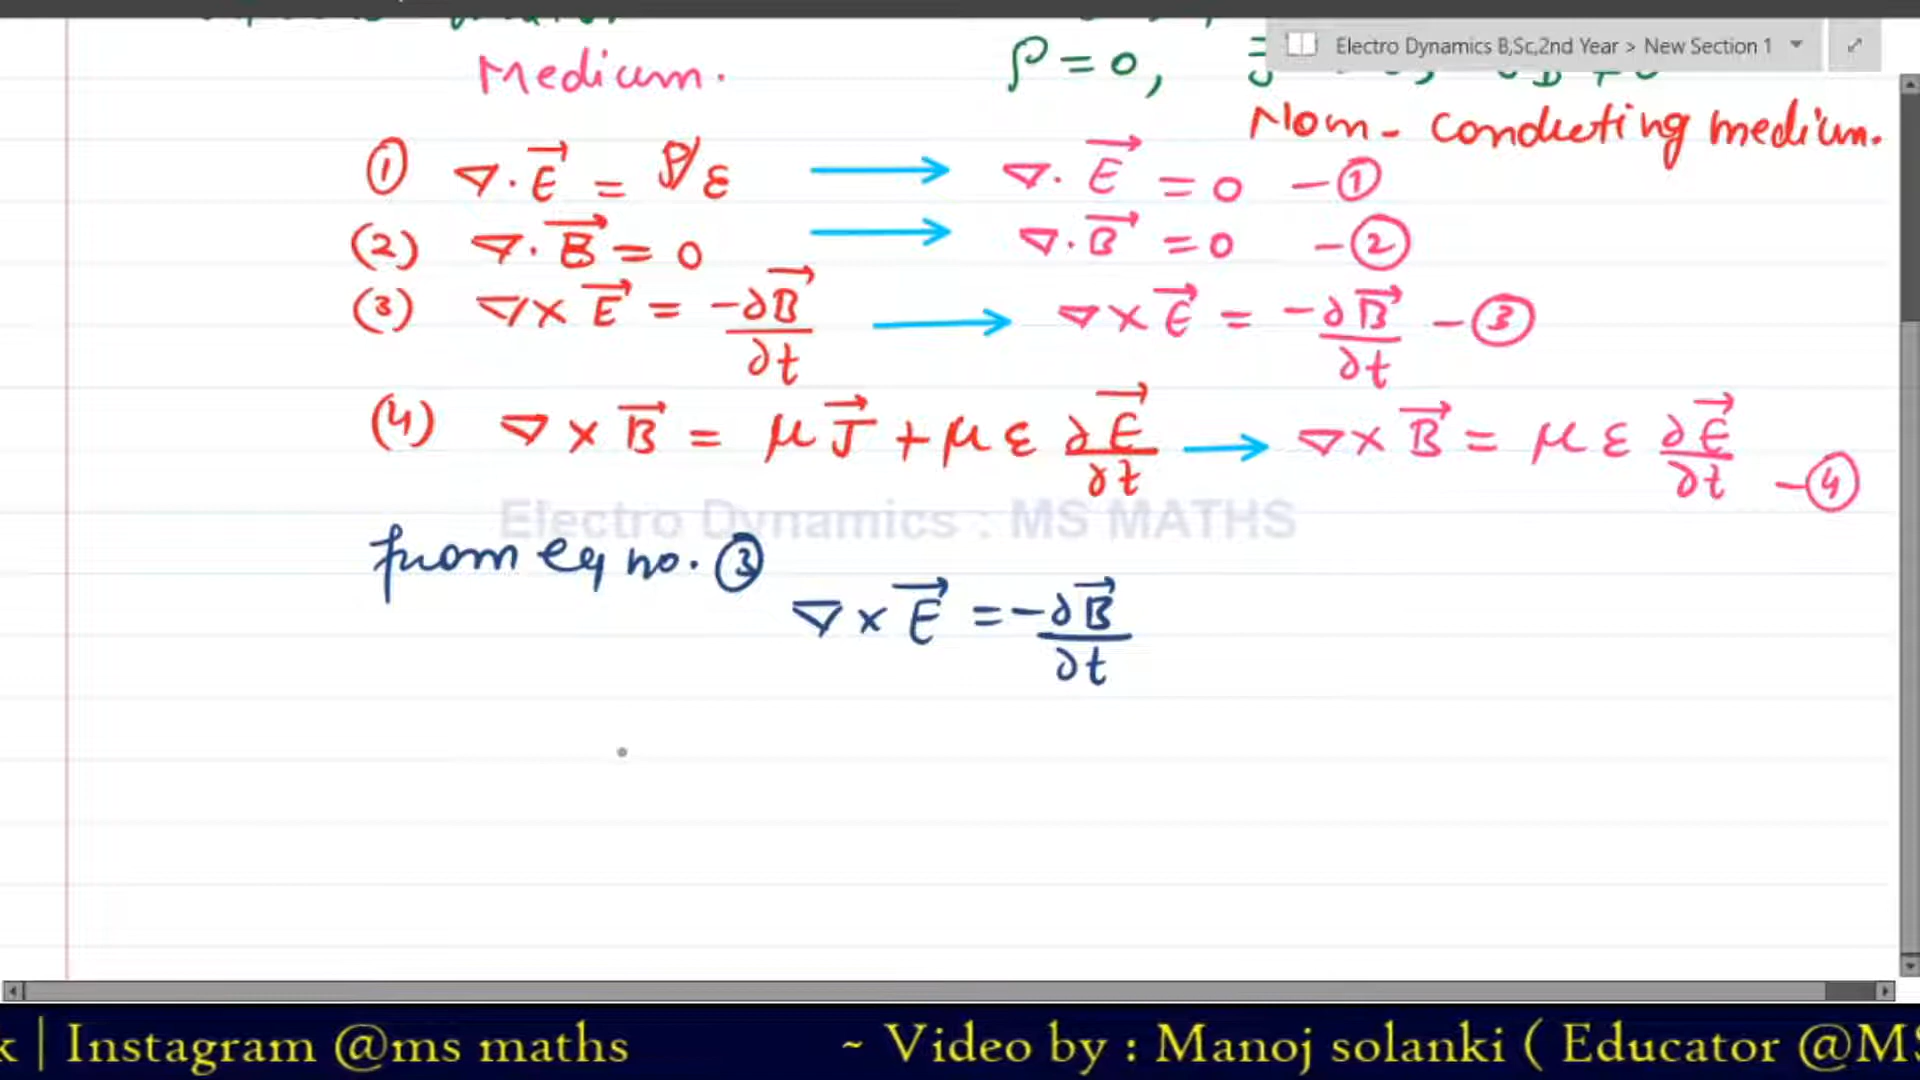 Electro Dynamics B,Sc,2nd Year > New Section 1
Medium.
ρ = 0,
Non - conducting medium.
① ∇·E⃗ = ρ/ε → ∇·E⃗ = 0 - ①
(2) ∇·B⃗ = 0 → ∇·B⃗ = 0 - ②
(3) ∇×E⃗ = -∂B⃗/∂t → ∇×E⃗ = -∂B⃗/∂t - ③
(4) ∇×B⃗ = μJ⃗ + με ∂E⃗/∂t → ∇×B⃗ = με ∂E⃗/∂t - ④
Electro Dynamics : MS MATHS
from eq no. ③
∇×E⃗ = -∂B⃗/∂t
| Instagram @ms maths ~ Video by : Manoj solanki ( Educator @MS